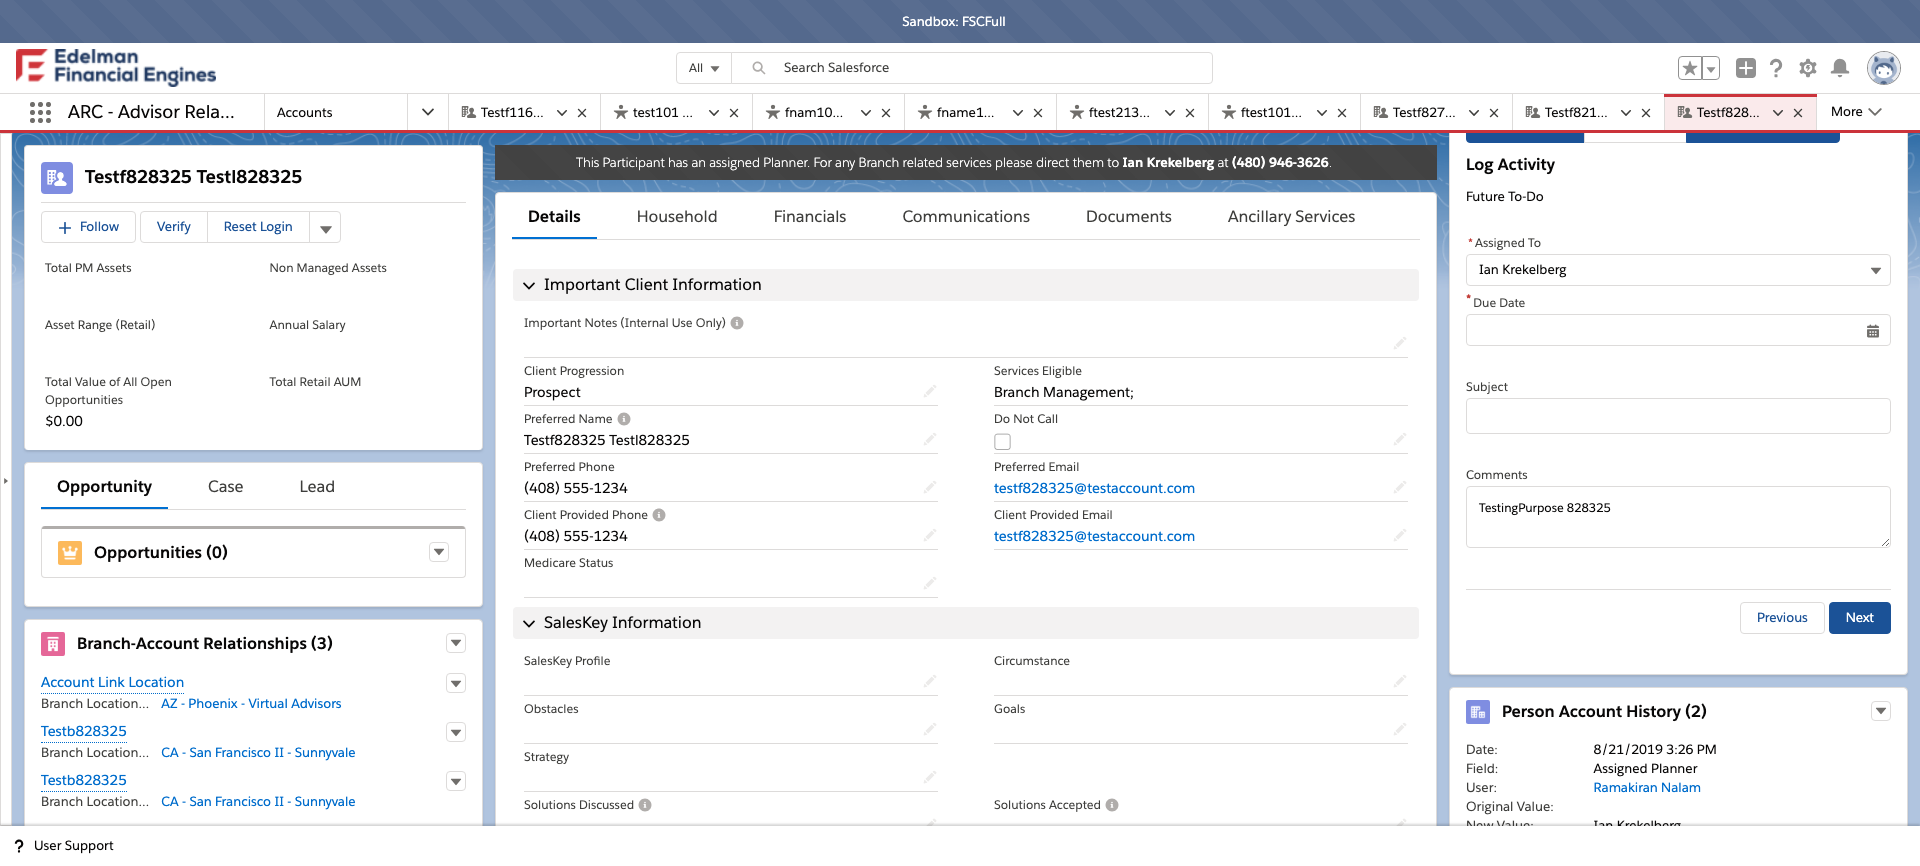 Sandbox: FSCFull
Edelman
Financial Engines
All
Search Salesforce
ARC - Advisor Rela...
Accounts
Testf116...
test101 ...
fnam10...
fname1...
ftest213...
ftest101...
Testf827...
Testf821...
Testf828...
More
Testf828325 Testl828325
Follow
Verify
Reset Login
Total PM Assets
Non Managed Assets
Asset Range (Retail)
Annual Salary
Total Value of All Open
Opportunities
Total Retail AUM
$0.00
Opportunity
Case
Lead
Opportunities (0)
Branch-Account Relationships (3)
Account Link Location
Branch Location... AZ - Phoenix - Virtual Advisors
Testb828325
Branch Location... CA - San Francisco II - Sunnyvale
Testb828325
Branch Location... CA - San Francisco II - Sunnyvale
This Participant has an assigned Planner. For any Branch related services please direct them to Ian Krekelberg at (480) 946-3626.
Details
Household
Financials
Communications
Documents
Ancillary Services
Important Client Information
Important Notes (Internal Use Only)
Client Progression
Prospect
Services Eligible
Branch Management;
Preferred Name
Testf828325 Testl828325
Do Not Call
Preferred Phone
(408) 555-1234
Preferred Email
testf828325@testaccount.com
Client Provided Phone
(408) 555-1234
Client Provided Email
testf828325@testaccount.com
Medicare Status
SalesKey Information
SalesKey Profile
Circumstance
Obstacles
Goals
Strategy
Solutions Discussed
Solutions Accepted
Log Activity
Future To-Do
* Assigned To
Ian Krekelberg
* Due Date
Subject
Comments
TestingPurpose 828325
Previous
Next
Person Account History (2)
Date: 8/21/2019 3:26 PM
Field: Assigned Planner
User: Ramakiran Nalam
Original Value:
New Value: Ian Krekelberg
? User Support